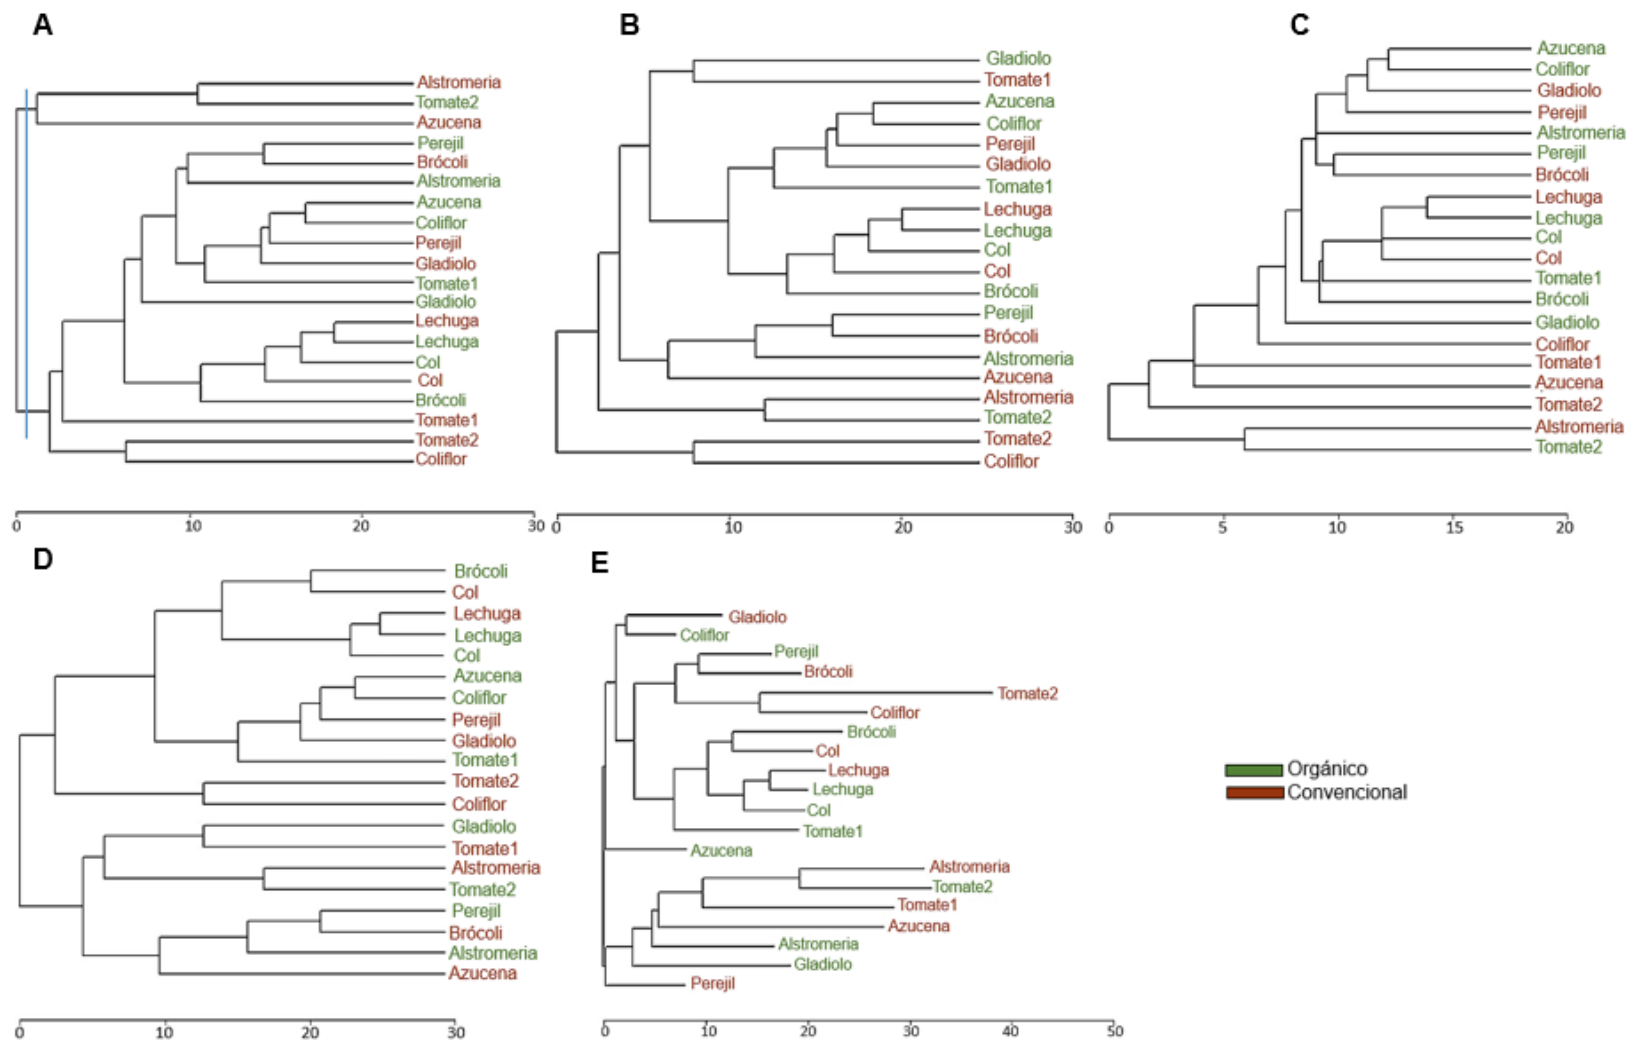 A
Alstromeria
Tomate2
Azucena
Perejil
Brócoli
Alstromeria
Azucena
Coliflor
Perejil
Gladiolo
Tomate1
Gladiolo
Lechuga
Lechuga
Col
Col
Brócoli
Tomate1
Tomate2
Coliflor
0 10 20 30
B
Gladiolo
Tomate1
Azucena
Coliflor
Perejil
Gladiolo
Tomate1
Lechuga
Lechuga
Col
Col
Brócoli
Perejil
Brócoli
Alstromeria
Azucena
Alstromeria
Tomate2
Tomate2
Coliflor
0 10 20 30
C
Azucena
Coliflor
Gladiolo
Perejil
Alstromeria
Perejil
Brócoli
Lechuga
Lechuga
Col
Col
Tomate1
Brócoli
Gladiolo
Coliflor
Tomate1
Azucena
Tomate2
Alstromeria
Tomate2
0 5 10 15 20
D
Brócoli
Col
Lechuga
Lechuga
Col
Azucena
Coliflor
Perejil
Gladiolo
Tomate1
Tomate2
Coliflor
Gladiolo
Tomate1
Alstromeria
Tomate2
Perejil
Brócoli
Alstromeria
Azucena
0 10 20 30
E
Gladiolo
Coliflor
Perejil
Brócoli
Tomate2
Coliflor
Brócoli
Col
Lechuga
Lechuga
Col
Tomate1
Azucena
Alstromeria
Tomate2
Tomate1
Azucena
Alstromeria
Gladiolo
Perejil
0 10 20 30 40 50
Orgánico
Convencional